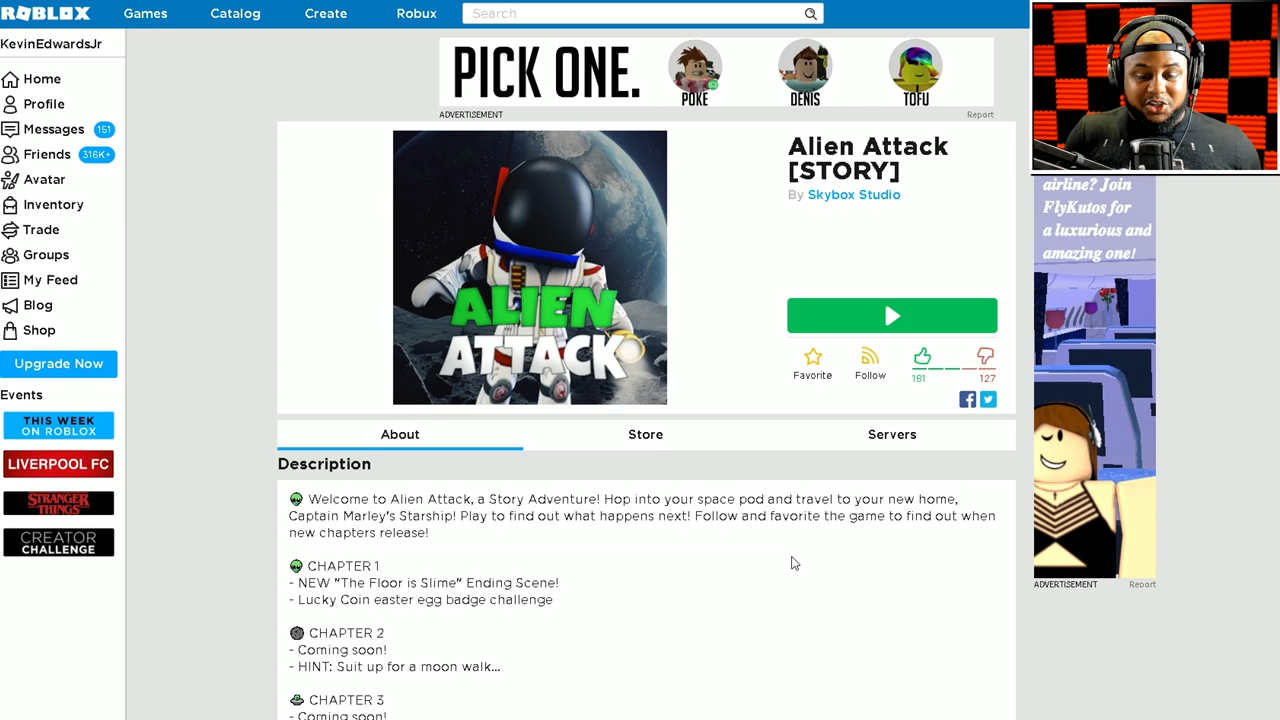 ROBLOX
Games
Catalog
Create
Robux
Search
KevinEdwardsJr
Home
Profile
Messages 151
Friends 316K+
Avatar
Inventory
Trade
Groups
My Feed
Blog
Shop
Upgrade Now
Events
THIS WEEK
ON ROBLOX
LIVERPOOL FC
STRANGER
THINGS
CREATOR
CHALLENGE
PICK ONE.
POKE
DENIS
TOFU
ADVERTISEMENT
Report
ALIEN
ATTACK
Alien Attack
[STORY]
By Skybox Studio
Favorite
Follow
181
127
About
Store
Servers
Description
Welcome to Alien Attack, a Story Adventure! Hop into your space pod and travel to your new home,
Captain Marley's Starship! Play to find out what happens next! Follow and favorite the game to find out when
new chapters release!
CHAPTER 1
- NEW "The Floor is Slime" Ending Scene!
- Lucky Coin easter egg badge challenge
CHAPTER 2
- Coming soon!
- HINT: Suit up for a moon walk...
CHAPTER 3
- Coming soon!
airline? Join
FlyKutos for
a luxurious and
amazing one!
ADVERTISEMENT
Report